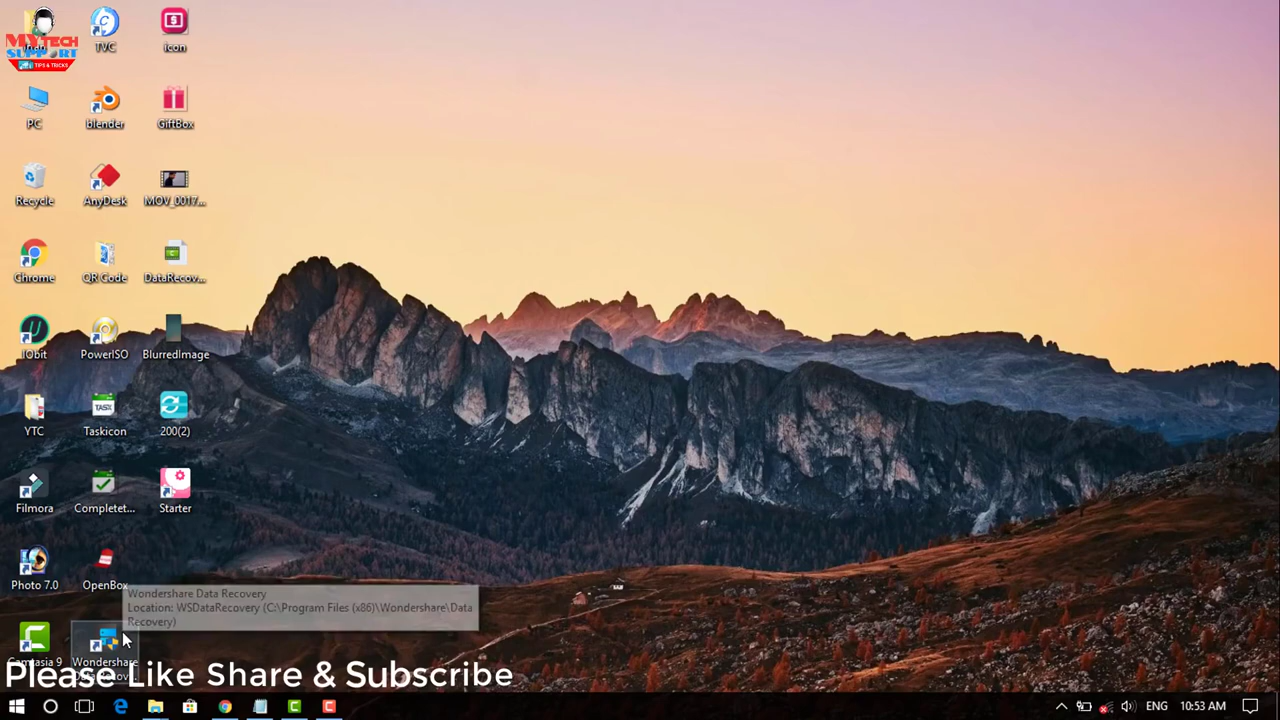 MY TECH
SUPPORT
TIPS & TRICKS
TVC
icon
PC
blender
GiftBox
Recycle
AnyDesk
MOV_0017...
Chrome
QR Code
DataRecov...
IObit
PowerISO
BlurredImage
YTC
Taskicon
200(2)
Filmora
Completet...
Starter
Photo 7.0
OpenBox
Wondershare Data Recovery
Location: WSDataRecovery (C:\Program Files (x86)\Wondershare\Data
Recovery)
Camtasia 9
Wondershare
Please Like Share & Subscribe
ENG
10:53 AM